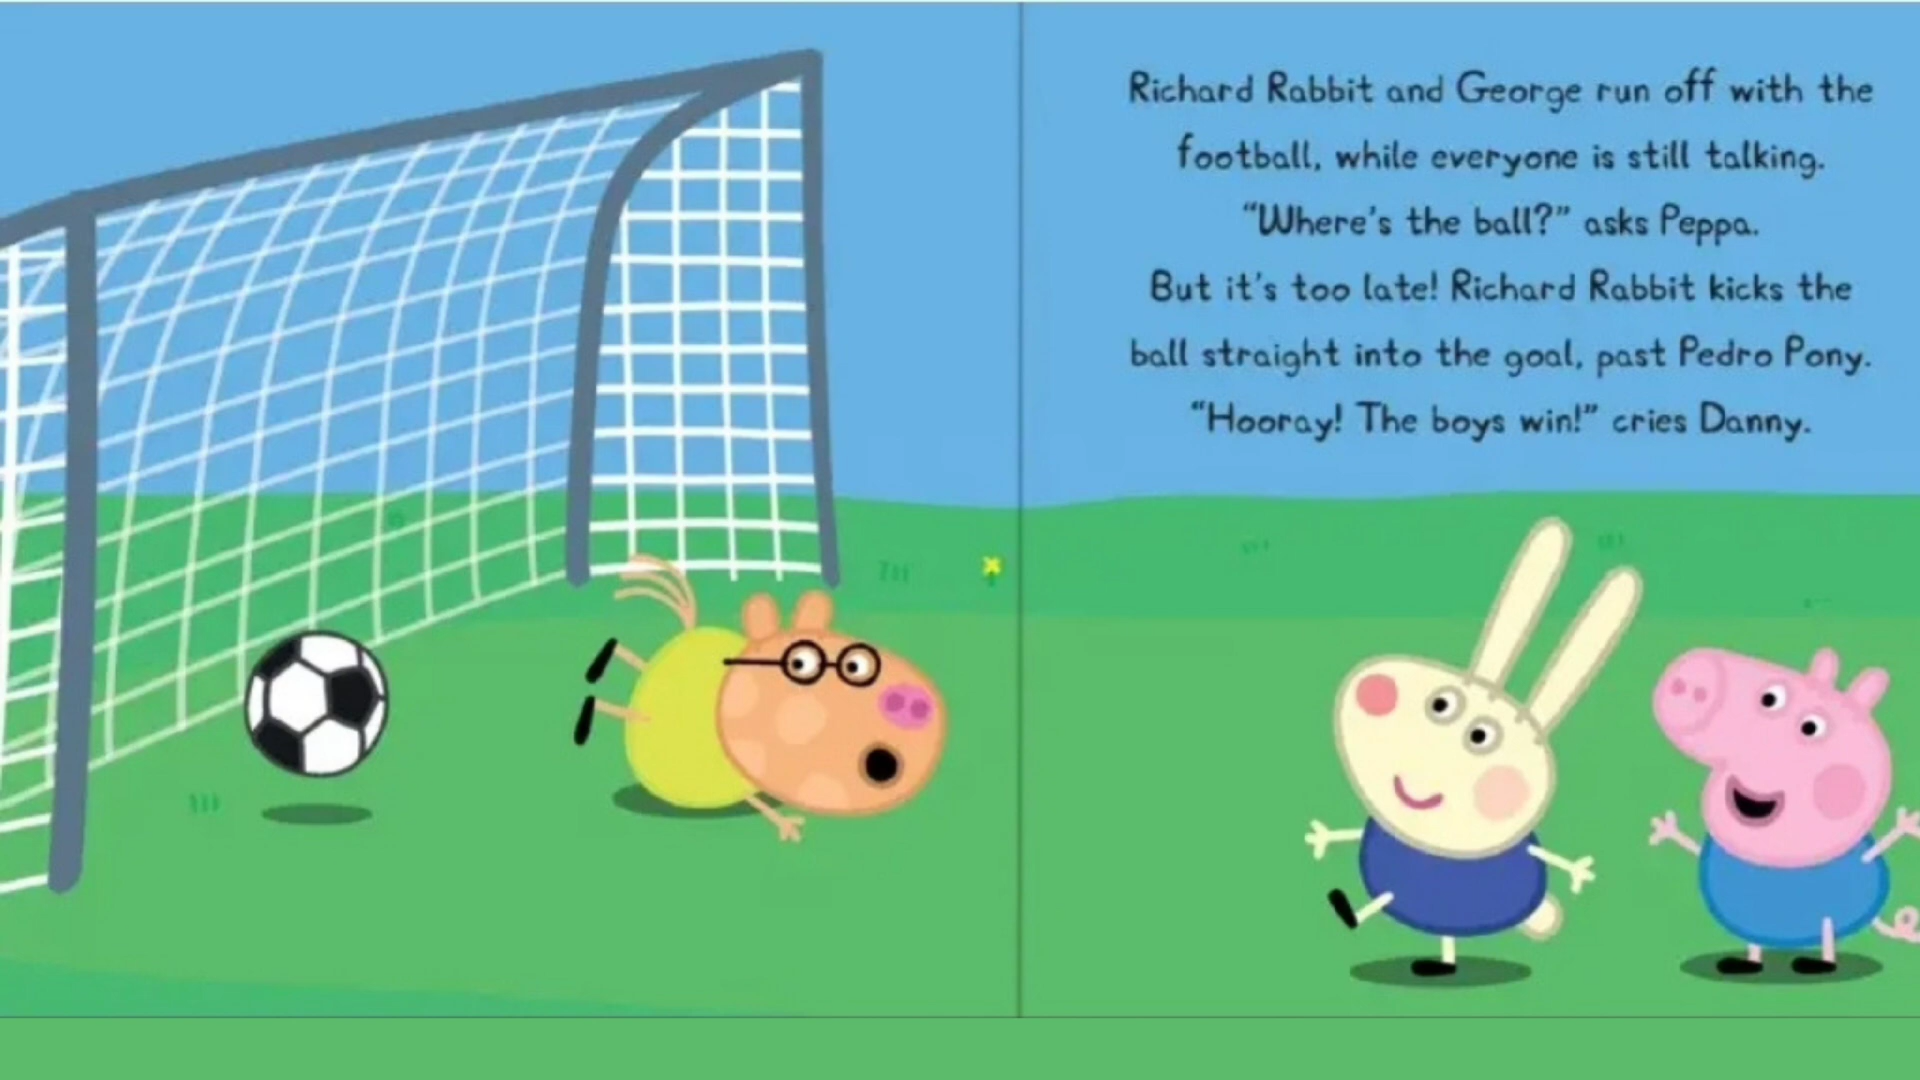 Richard Rabbit and George run off with the
football, while everyone is still talking.
“Where’s the ball?” asks Peppa.
But it’s too late! Richard Rabbit kicks the
ball straight into the goal, past Pedro Pony.
“Hooray! The boys win!” cries Danny.